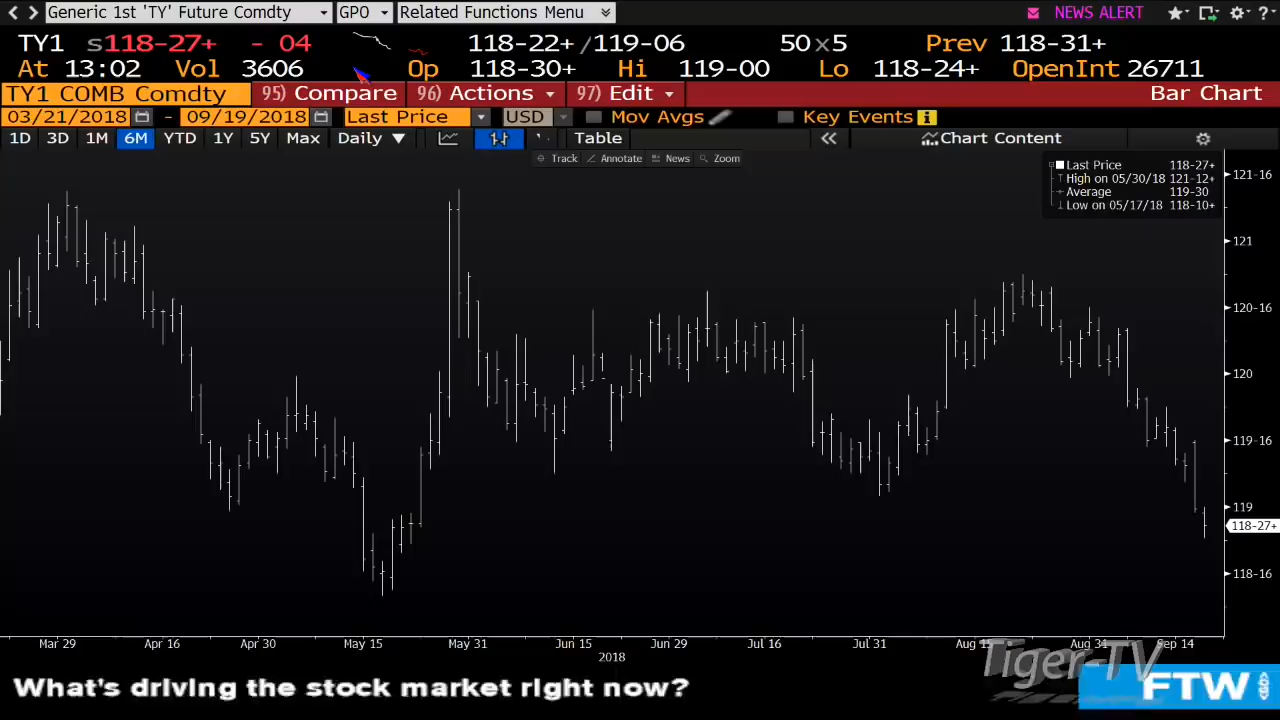 Generic 1st 'TY' Future Comdty GPO Related Functions Menu NEWS ALERT
TY1 s118-27+ - 04 118-22+ /119-06 50x5 Prev 118-31+
At 13:02 Vol 3606 Op 118-30+ Hi 119-00 Lo 118-24+ OpenInt 26711
TY1 COMB Comdty 95) Compare 96) Actions 97) Edit Bar Chart
03/21/2018 - 09/19/2018 Last Price USD Mov Avgs Key Events
1D 3D 1M 6M YTD 1Y 5Y Max Daily ▼ Table « Chart Content
Track Annotate News Zoom
Last Price 118-27+
High on 05/30/18 121-12+
Average 119-30
Low on 05/17/18 118-10+
121-16
121
120-16
120
119-16
119
118-27+
118-16
Mar 29 Apr 16 Apr 30 May 15 May 31 Jun 15 Jun 29 Jul 16 Jul 31 Aug 15 Aug 31 Sep 14
2018
Tiger-TV
What's driving the stock market right now?
FTW